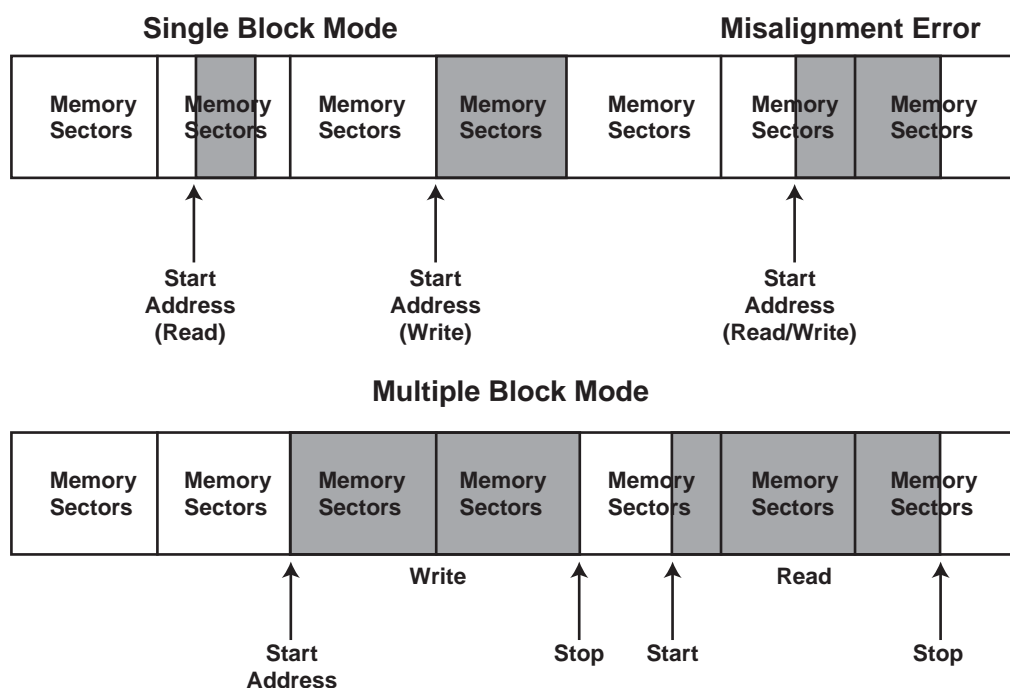 Single Block Mode
Misalignment Error
Memory Sectors Memory Sectors Memory Sectors Memory Sectors Memory Sectors Memory Sectors Memory Sectors
Start Address (Read)
Start Address (Write)
Start Address (Read/Write)
Multiple Block Mode
Memory Sectors Memory Sectors Memory Sectors Memory Sectors Memory Sectors Memory Sectors Memory Sectors
Write
Read
Start Address
Stop
Start
Stop